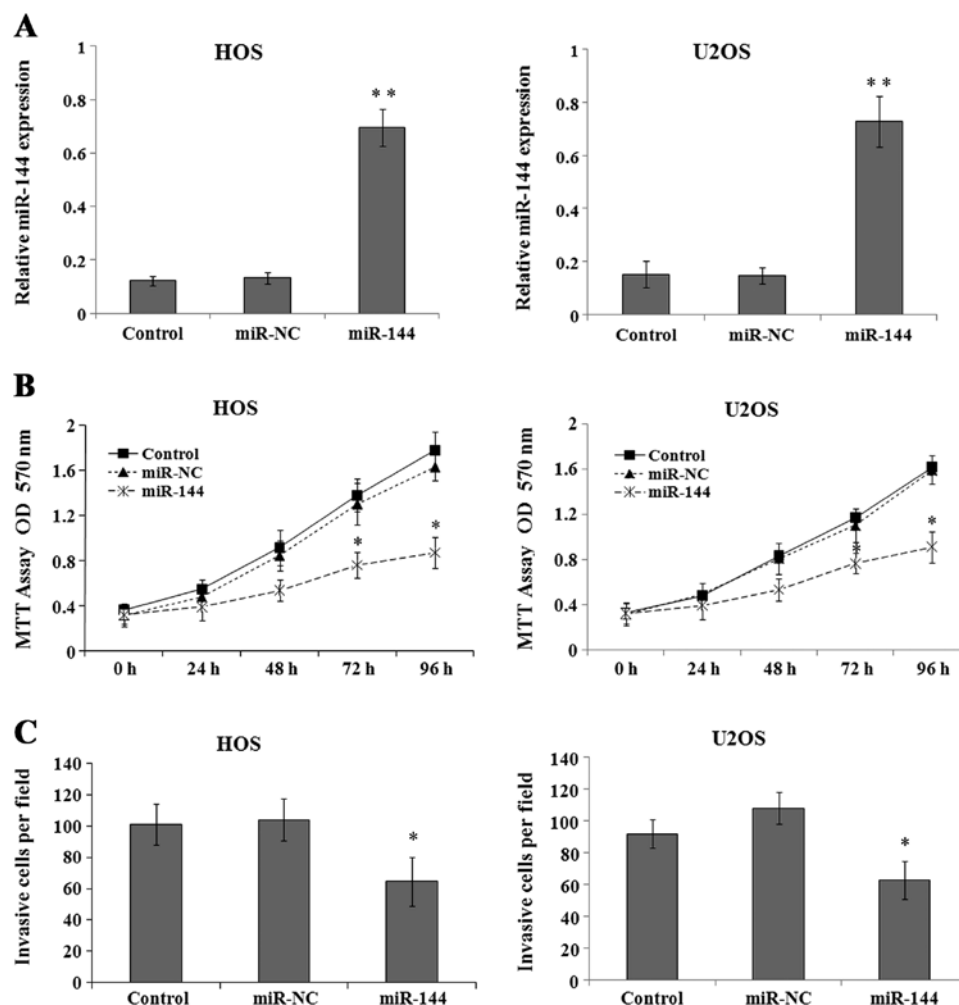 A
HOS
Relative miR-144 expression
1
0.8
0.6
0.4
0.2
0
**
Control
miR-NC
miR-144
U2OS
Relative miR-144 expression
1
0.8
0.6
0.4
0.2
0
**
Control
miR-NC
miR-144
B
HOS
MTT Assay OD 570 nm
2
1.6
1.2
0.8
0.4
0
Control
miR-NC
miR-144
*
*
0 h
24 h
48 h
72 h
96 h
U2OS
MTT Assay OD 570 nm
2
1.6
1.2
0.8
0.4
0
Control
miR-NC
miR-144
*
*
0 h
24 h
48 h
72 h
96 h
C
HOS
Invasive cells per field
140
120
100
80
60
40
20
0
*
Control
miR-NC
miR-144
U2OS
Invasive cells per field
140
120
100
80
60
40
20
0
*
Control
miR-NC
miR-144